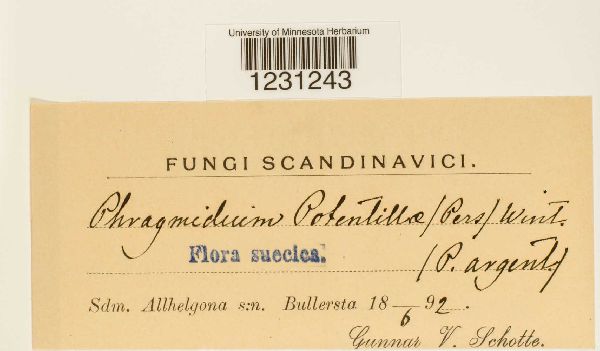 University of Minnesota Herbarium
1231243
FUNGI SCANDINAVICI.
Phragmidium Potentillæ (Pers) Wint.
Flora suecica.
(P. argent.)
Sdm. Allhelgona s:n. Bullersta 18 6 92.
Gunnar V. Schotte.